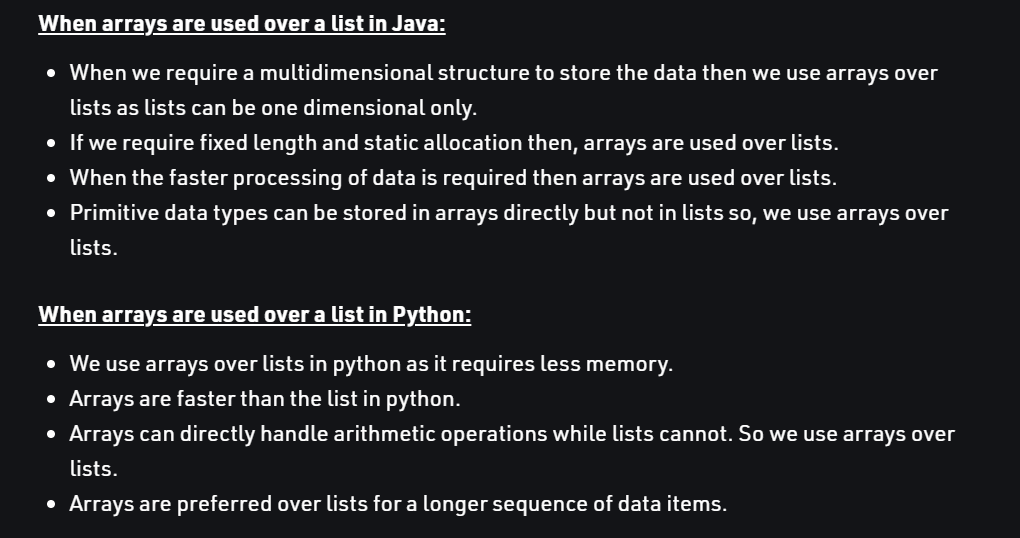 When arrays are used over a list in Java:
• When we require a multidimensional structure to store the data then we use arrays over
lists as lists can be one dimensional only.
• If we require fixed length and static allocation then, arrays are used over lists.
• When the faster processing of data is required then arrays are used over lists.
• Primitive data types can be stored in arrays directly but not in lists so, we use arrays over
lists.
When arrays are used over a list in Python:
• We use arrays over lists in python as it requires less memory.
• Arrays are faster than the list in python.
• Arrays can directly handle arithmetic operations while lists cannot. So we use arrays over
lists.
• Arrays are preferred over lists for a longer sequence of data items.